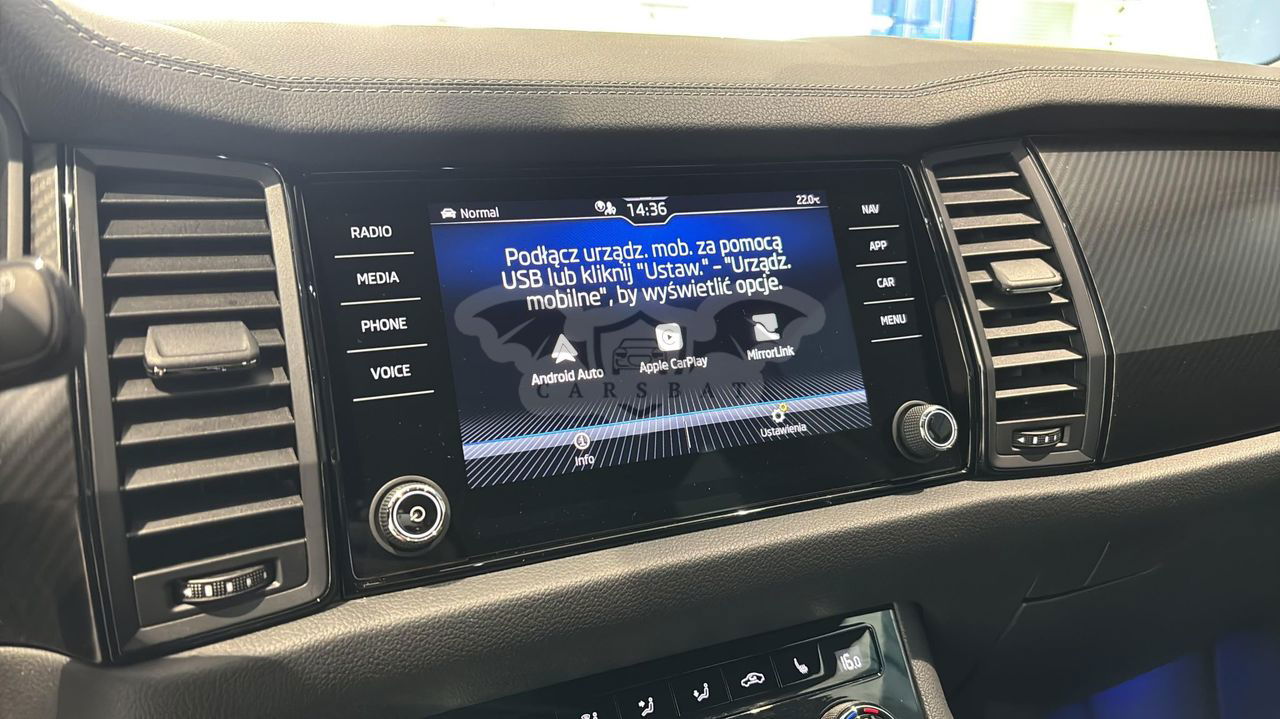 RADIO
MEDIA
PHONE
VOICE
Normal
14:36
22.0°C
Podłącz urządz. mob. za pomocą
USB lub kliknij "Ustaw." – "Urządz.
mobilne", by wyświetlić opcje.
Android Auto
Apple CarPlay
MirrorLink
CARSBAT
Info
Ustawienia
NAV
APP
CAR
MENU
16.0